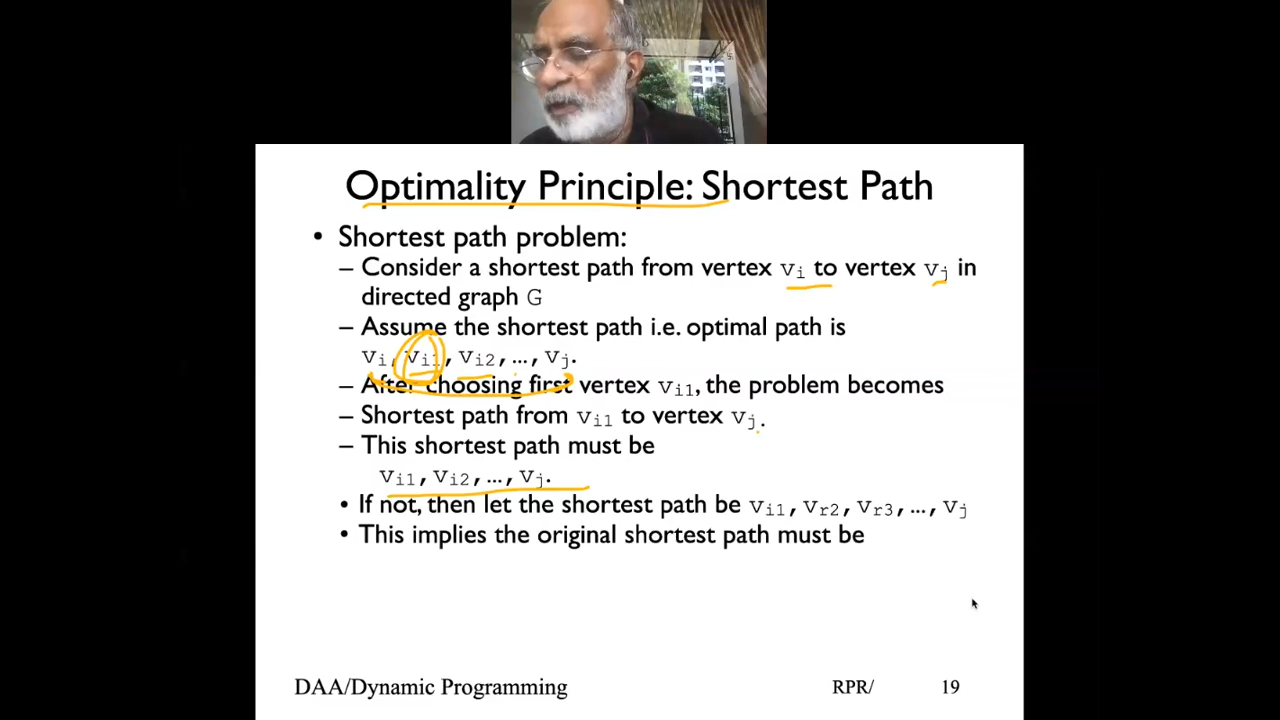 Optimality Principle: Shortest Path
• Shortest path problem:
– Consider a shortest path from vertex vi to vertex vj in
directed graph G
– Assume the shortest path i.e. optimal path is
vi, vi1, vi2, …, vj.
– After choosing first vertex vi1, the problem becomes
– Shortest path from vi1 to vertex vj.
– This shortest path must be
vi1, vi2, …, vj.
• If not, then let the shortest path be vi1, vr2, vr3, …, vj
• This implies the original shortest path must be
DAA/Dynamic Programming RPR/ 19